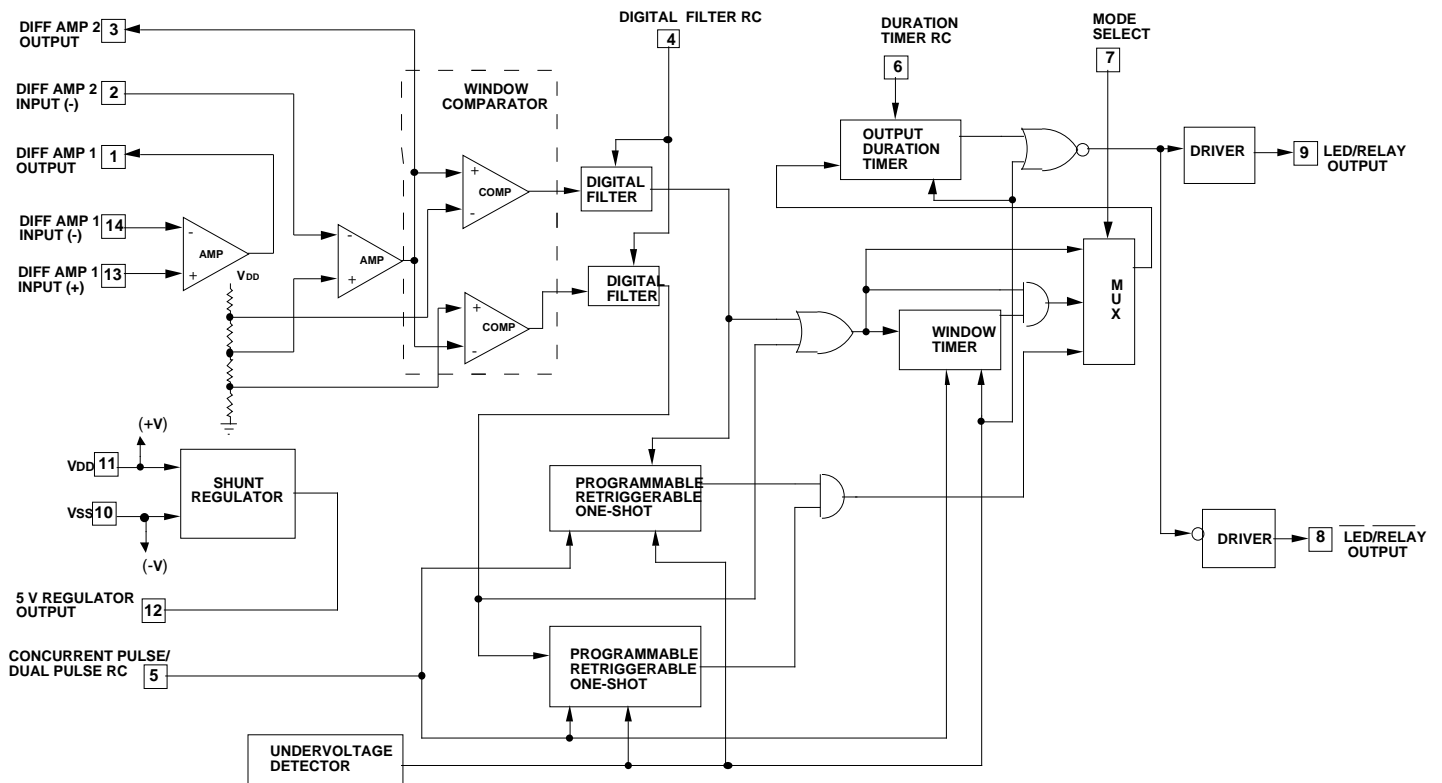 DIFF AMP 2
OUTPUT
3
DIGITAL FILTER RC
4
DURATION
TIMER RC
6
MODE
SELECT
7
DIFF AMP 2
INPUT (-)
2
WINDOW
COMPARATOR
DIFF AMP 1
OUTPUT
1
OUTPUT
DURATION
TIMER
DRIVER
9
LED/RELAY
OUTPUT
+
-
COMP
DIGITAL
FILTER
DIFF AMP 1
INPUT (-)
14
DIFF AMP 1
INPUT (+)
13
-
+
AMP
-
+
AMP
VDD
DIGITAL
FILTER
+
-
COMP
WINDOW
TIMER
M
U
X
(+V)
VDD
11
VSS
10
(-V)
SHUNT
REGULATOR
PROGRAMMABLE
RETRIGGERABLE
ONE-SHOT
DRIVER
8
LED/RELAY
OUTPUT
5 V REGULATOR
OUTPUT
12
CONCURRENT PULSE/
DUAL PULSE RC
5
PROGRAMMABLE
RETRIGGERABLE
ONE-SHOT
UNDERVOLTAGE
DETECTOR